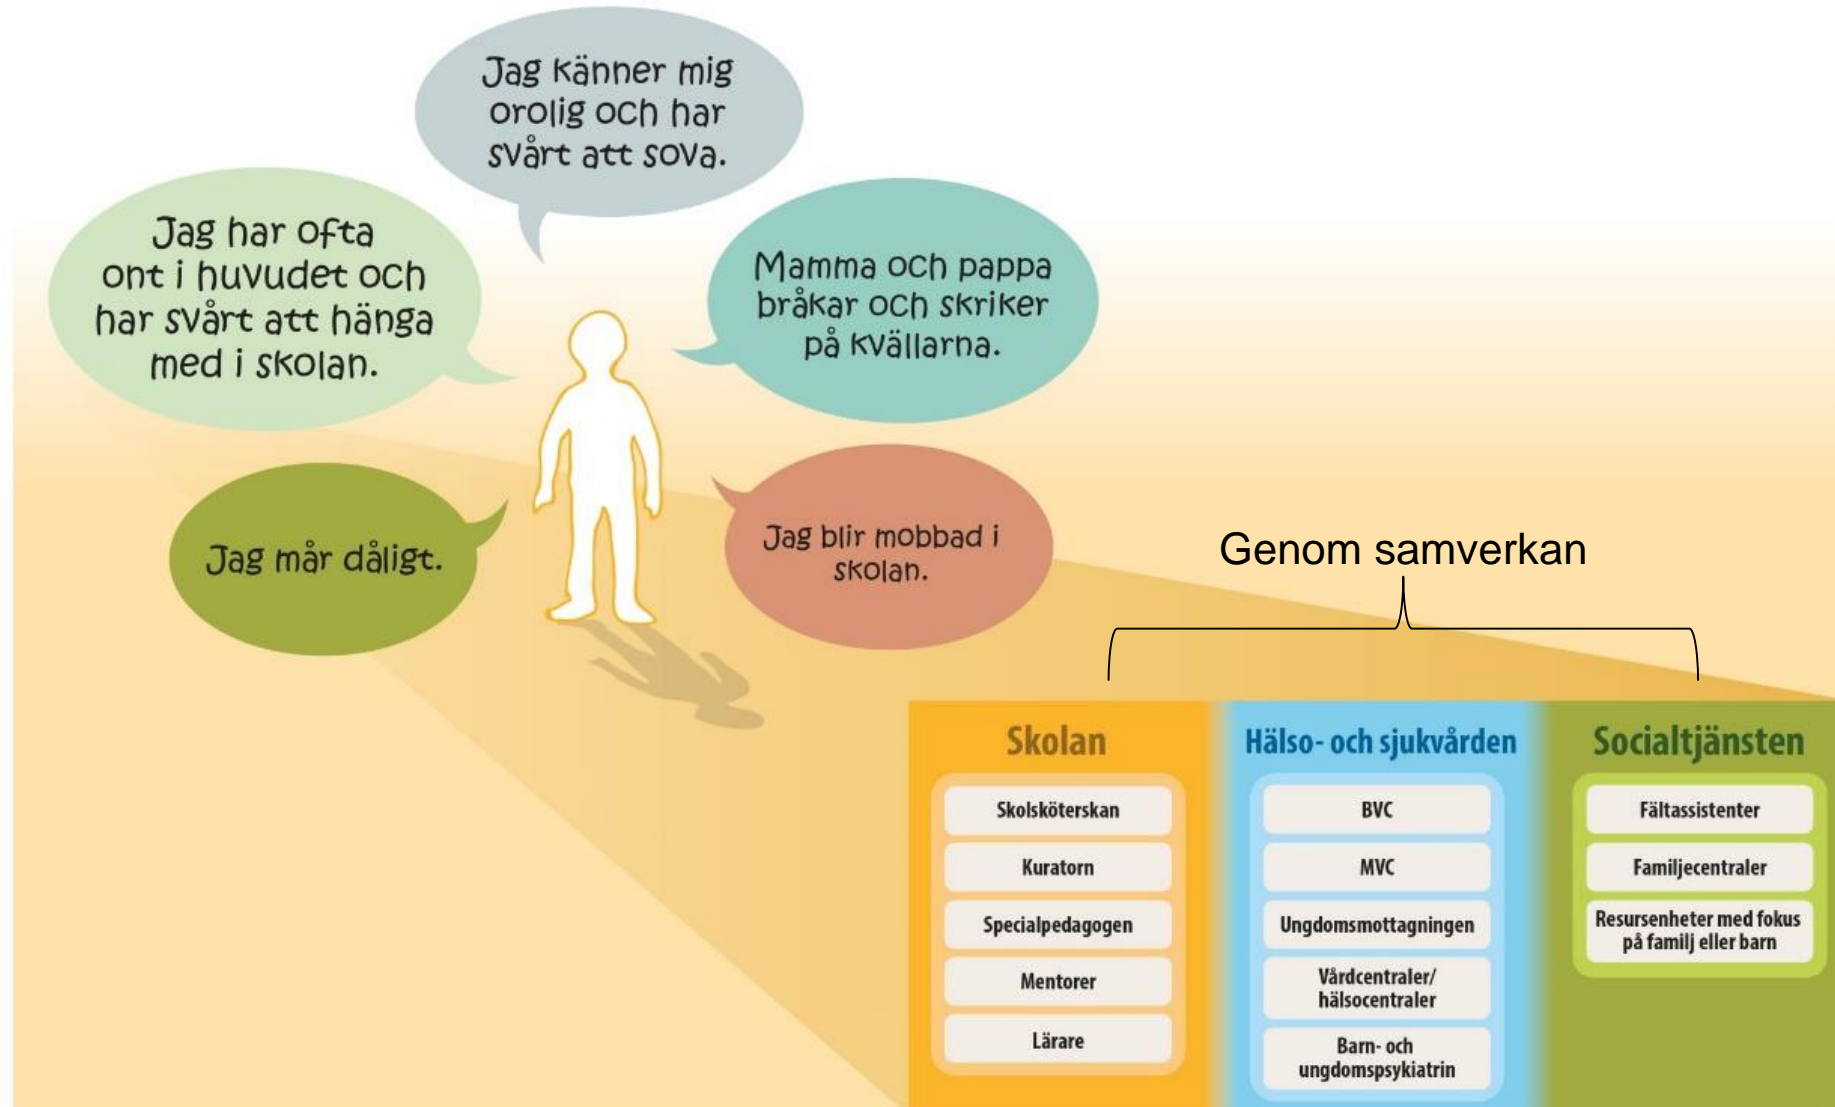 Jag känner mig
orolig och har
svårt att sova.
Jag har ofta
ont i huvudet och
har svårt att hänga
med i skolan.
Mamma och pappa
bråkar och skriker
på kvällarna.
Jag mår dåligt.
Jag blir mobbad i
skolan.
Genom samverkan
Skolan
Skolsköterskan
Kuratorn
Specialpedagogen
Mentorer
Lärare
Hälso- och sjukvården
BVC
MVC
Ungdomsmottagningen
Vårdcentraler/
hälsocentraler
Barn- och
ungdomspsykiatrin
Socialtjänsten
Fältassistenter
Familjecentraler
Resursenheter med fokus
på familj eller barn